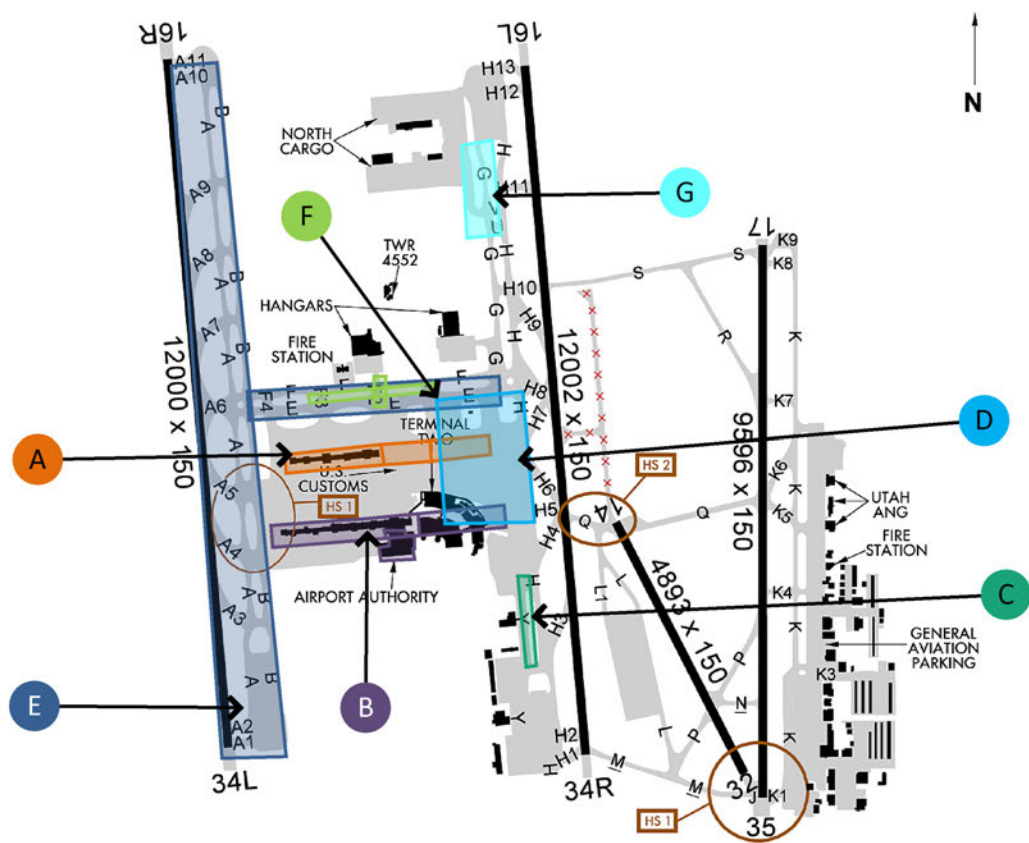 16R
A11
A10
B
A
A9
B
A8
A7
B
A
12000 x 150
A6
A
A5
HS 1
A4
B
A3
B
A2
A1
34L
16L
H13
H12
NORTH
CARGO
H
G
H11
G
H
H10
G
H9
H
G
H8
H7
H
H6
H5
H4
12002 x 150
TWR
4552
HANGARS
FIRE
STATION
F4
F
F3
F
E
E
E
F
TERMINAL
TWO
U.S.
CUSTOMS
AIRPORT AUTHORITY
H
Y
H3
Y
H2
H1
H
34R
S
S
R
17
K9
K8
K
K7
9596 x 150
K6
K
K5
HS 2
14
Q
Q
L
L1
4893 x 150
K4
K
P
N
K3
L
P
K
M
M
32
J
K1
35
HS 1
UTAH
ANG
FIRE
STATION
GENERAL
AVIATION
PARKING
N
A
B
C
D
E
F
G